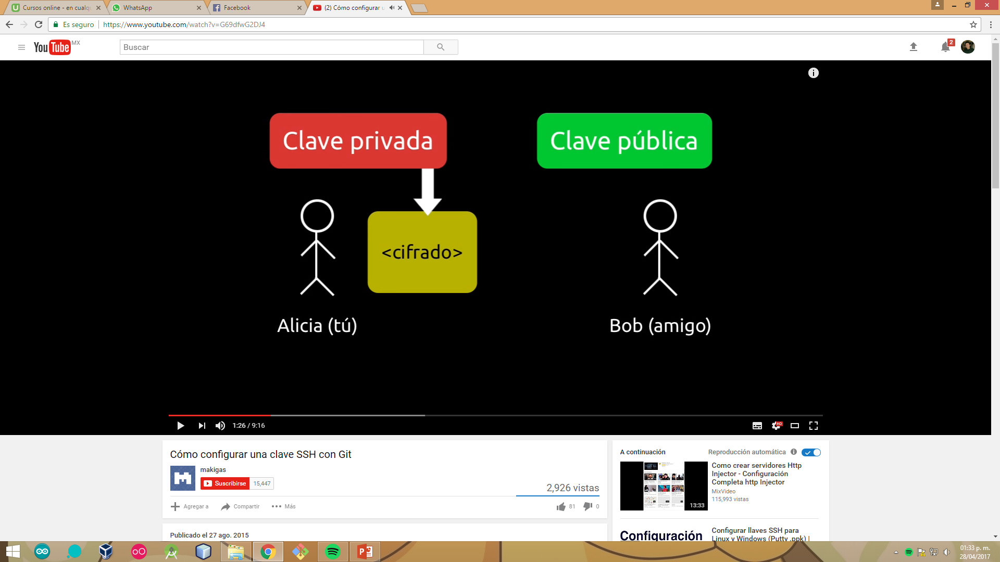 Cursos online - en cualq
WhatsApp
Facebook
(2) Cómo configurar u
Es seguro
https://www.youtube.com/watch?v=G69dfwG2DJ4
YouTube MX
Buscar
2
Clave privada
Clave pública
<cifrado>
Alicia (tú)
Bob (amigo)
1:26 / 9:16
HD
Cómo configurar una clave SSH con Git
makigas
Suscribirse
15,447
2,926 vistas
Agregar a
Compartir
Más
81
0
Publicado el 27 ago. 2015
A continuación
Reproducción automática
13:33
Como crear servidores Http
Injector - Configuración
Completa http Injector
MixVideo
115,993 vistas
Configuración
Configurar llaves SSH para
Linux y Windows (Putty .ppk) |
01:33 p. m.
28/04/2017